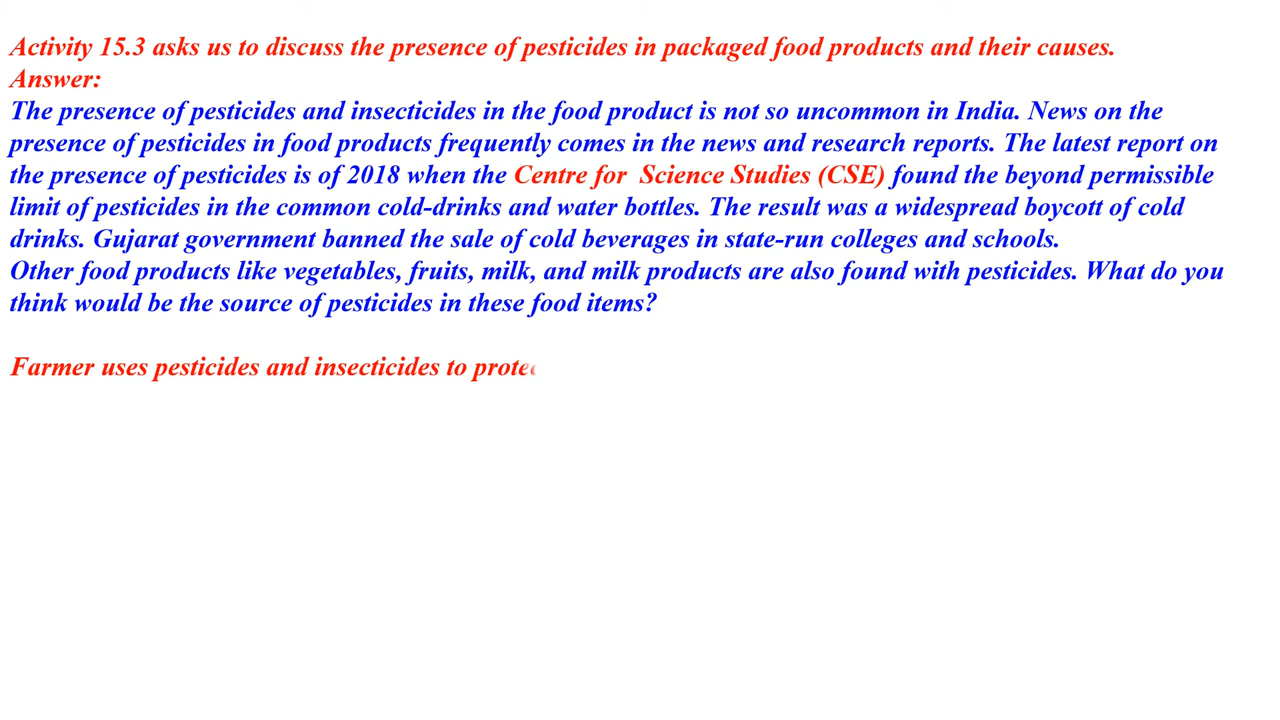 Activity 15.3 asks us to discuss the presence of pesticides in packaged food products and their causes.
Answer:
The presence of pesticides and insecticides in the food product is not so uncommon in India. News on the
presence of pesticides in food products frequently comes in the news and research reports. The latest report on
the presence of pesticides is of 2018 when the Centre for Science Studies (CSE) found the beyond permissible
limit of pesticides in the common cold-drinks and water bottles. The result was a widespread boycott of cold
drinks. Gujarat government banned the sale of cold beverages in state-run colleges and schools.
Other food products like vegetables, fruits, milk, and milk products are also found with pesticides. What do you
think would be the source of pesticides in these food items?
Farmer uses pesticides and insecticides to